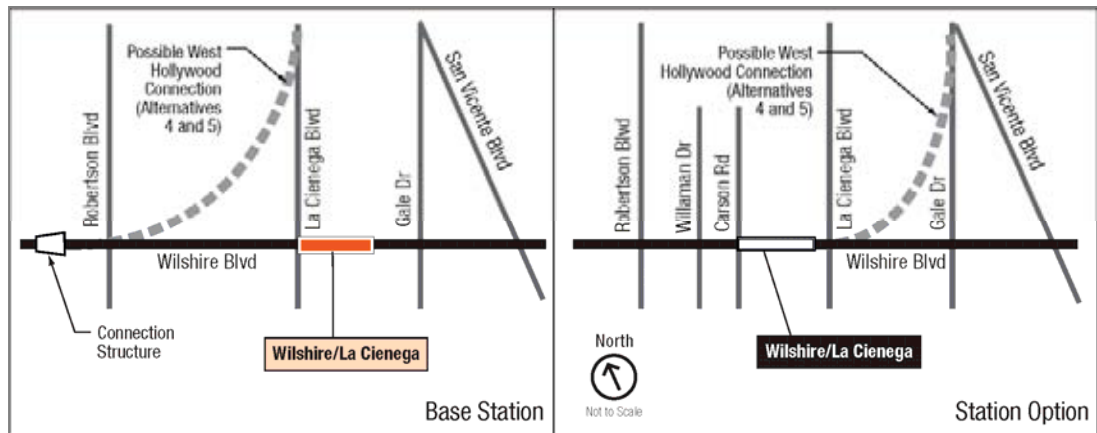 Possible West
Hollywood
Connection
(Alternatives
4 and 5)
Robertson Blvd
La Cienega Blvd
Gale Dr
San Vicente Blvd
Wilshire Blvd
Connection
Structure
Wilshire/La Cienega
Base Station
Possible West
Hollywood Connection
(Alternatives
4 and 5)
Robertson Blvd
Willaman Dr
Carson Rd
La Cienega Blvd
Gale Dr
San Vicente Blvd
Wilshire Blvd
North
Not to Scale
Wilshire/La Cienega
Station Option